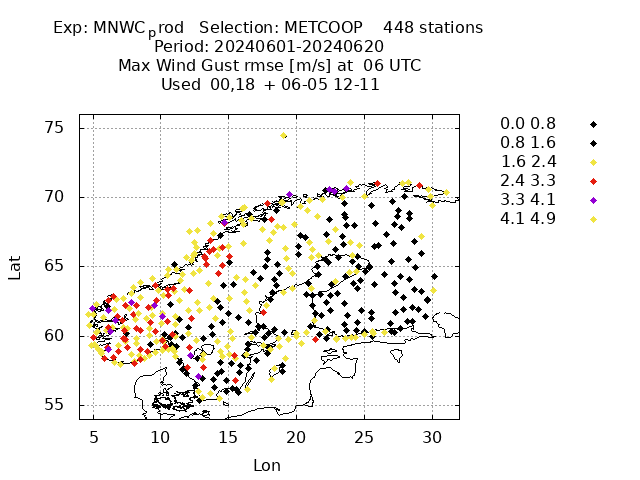 Exp: MNWC_prod Selection: METCOOP 448 stations
Period: 20240601-20240620
Max Wind Gust rmse [m/s] at 06 UTC
Used 00,18 + 06-05 12-11
0.0 0.8
0.8 1.6
1.6 2.4
2.4 3.3
3.3 4.1
4.1 4.9
75
70
65
60
55
Lat
5 10 15 20 25 30
Lon